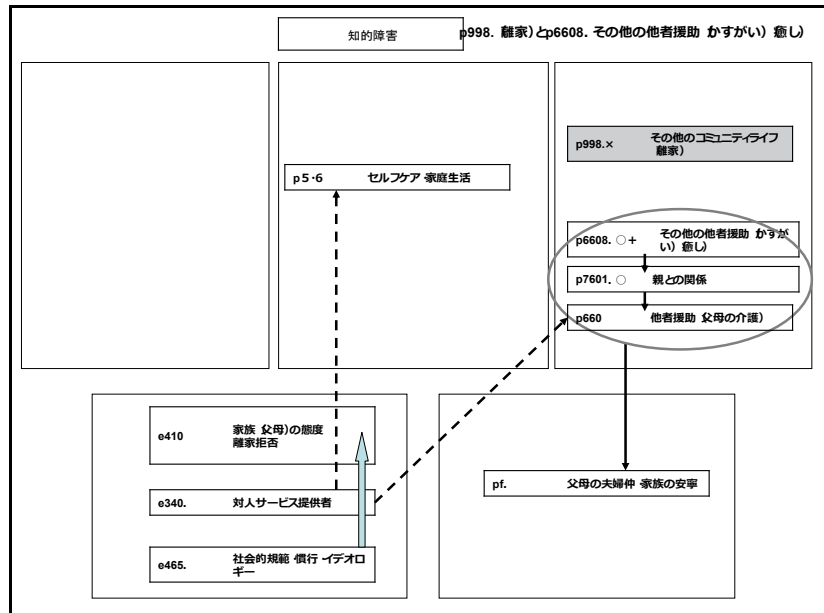 知的障害
p998. 離家)とp6608. その他の他者援助 かすがい) 癒し)
p998.× その他のコミュニティライフ
離家)
p5・6 セルフケア・家庭生活
p6608. ○+ その他の他者援助 かすが
い) 癒し)
p7601. ○ 親との関係
p660 他者援助 父母の介護)
e410 家族 父母)の態度
離家拒否
e340. 対人サービス提供者
pf. 父母の夫婦仲・家族の安寧
e465. 社会的規範・慣行・イデオロ
ギー